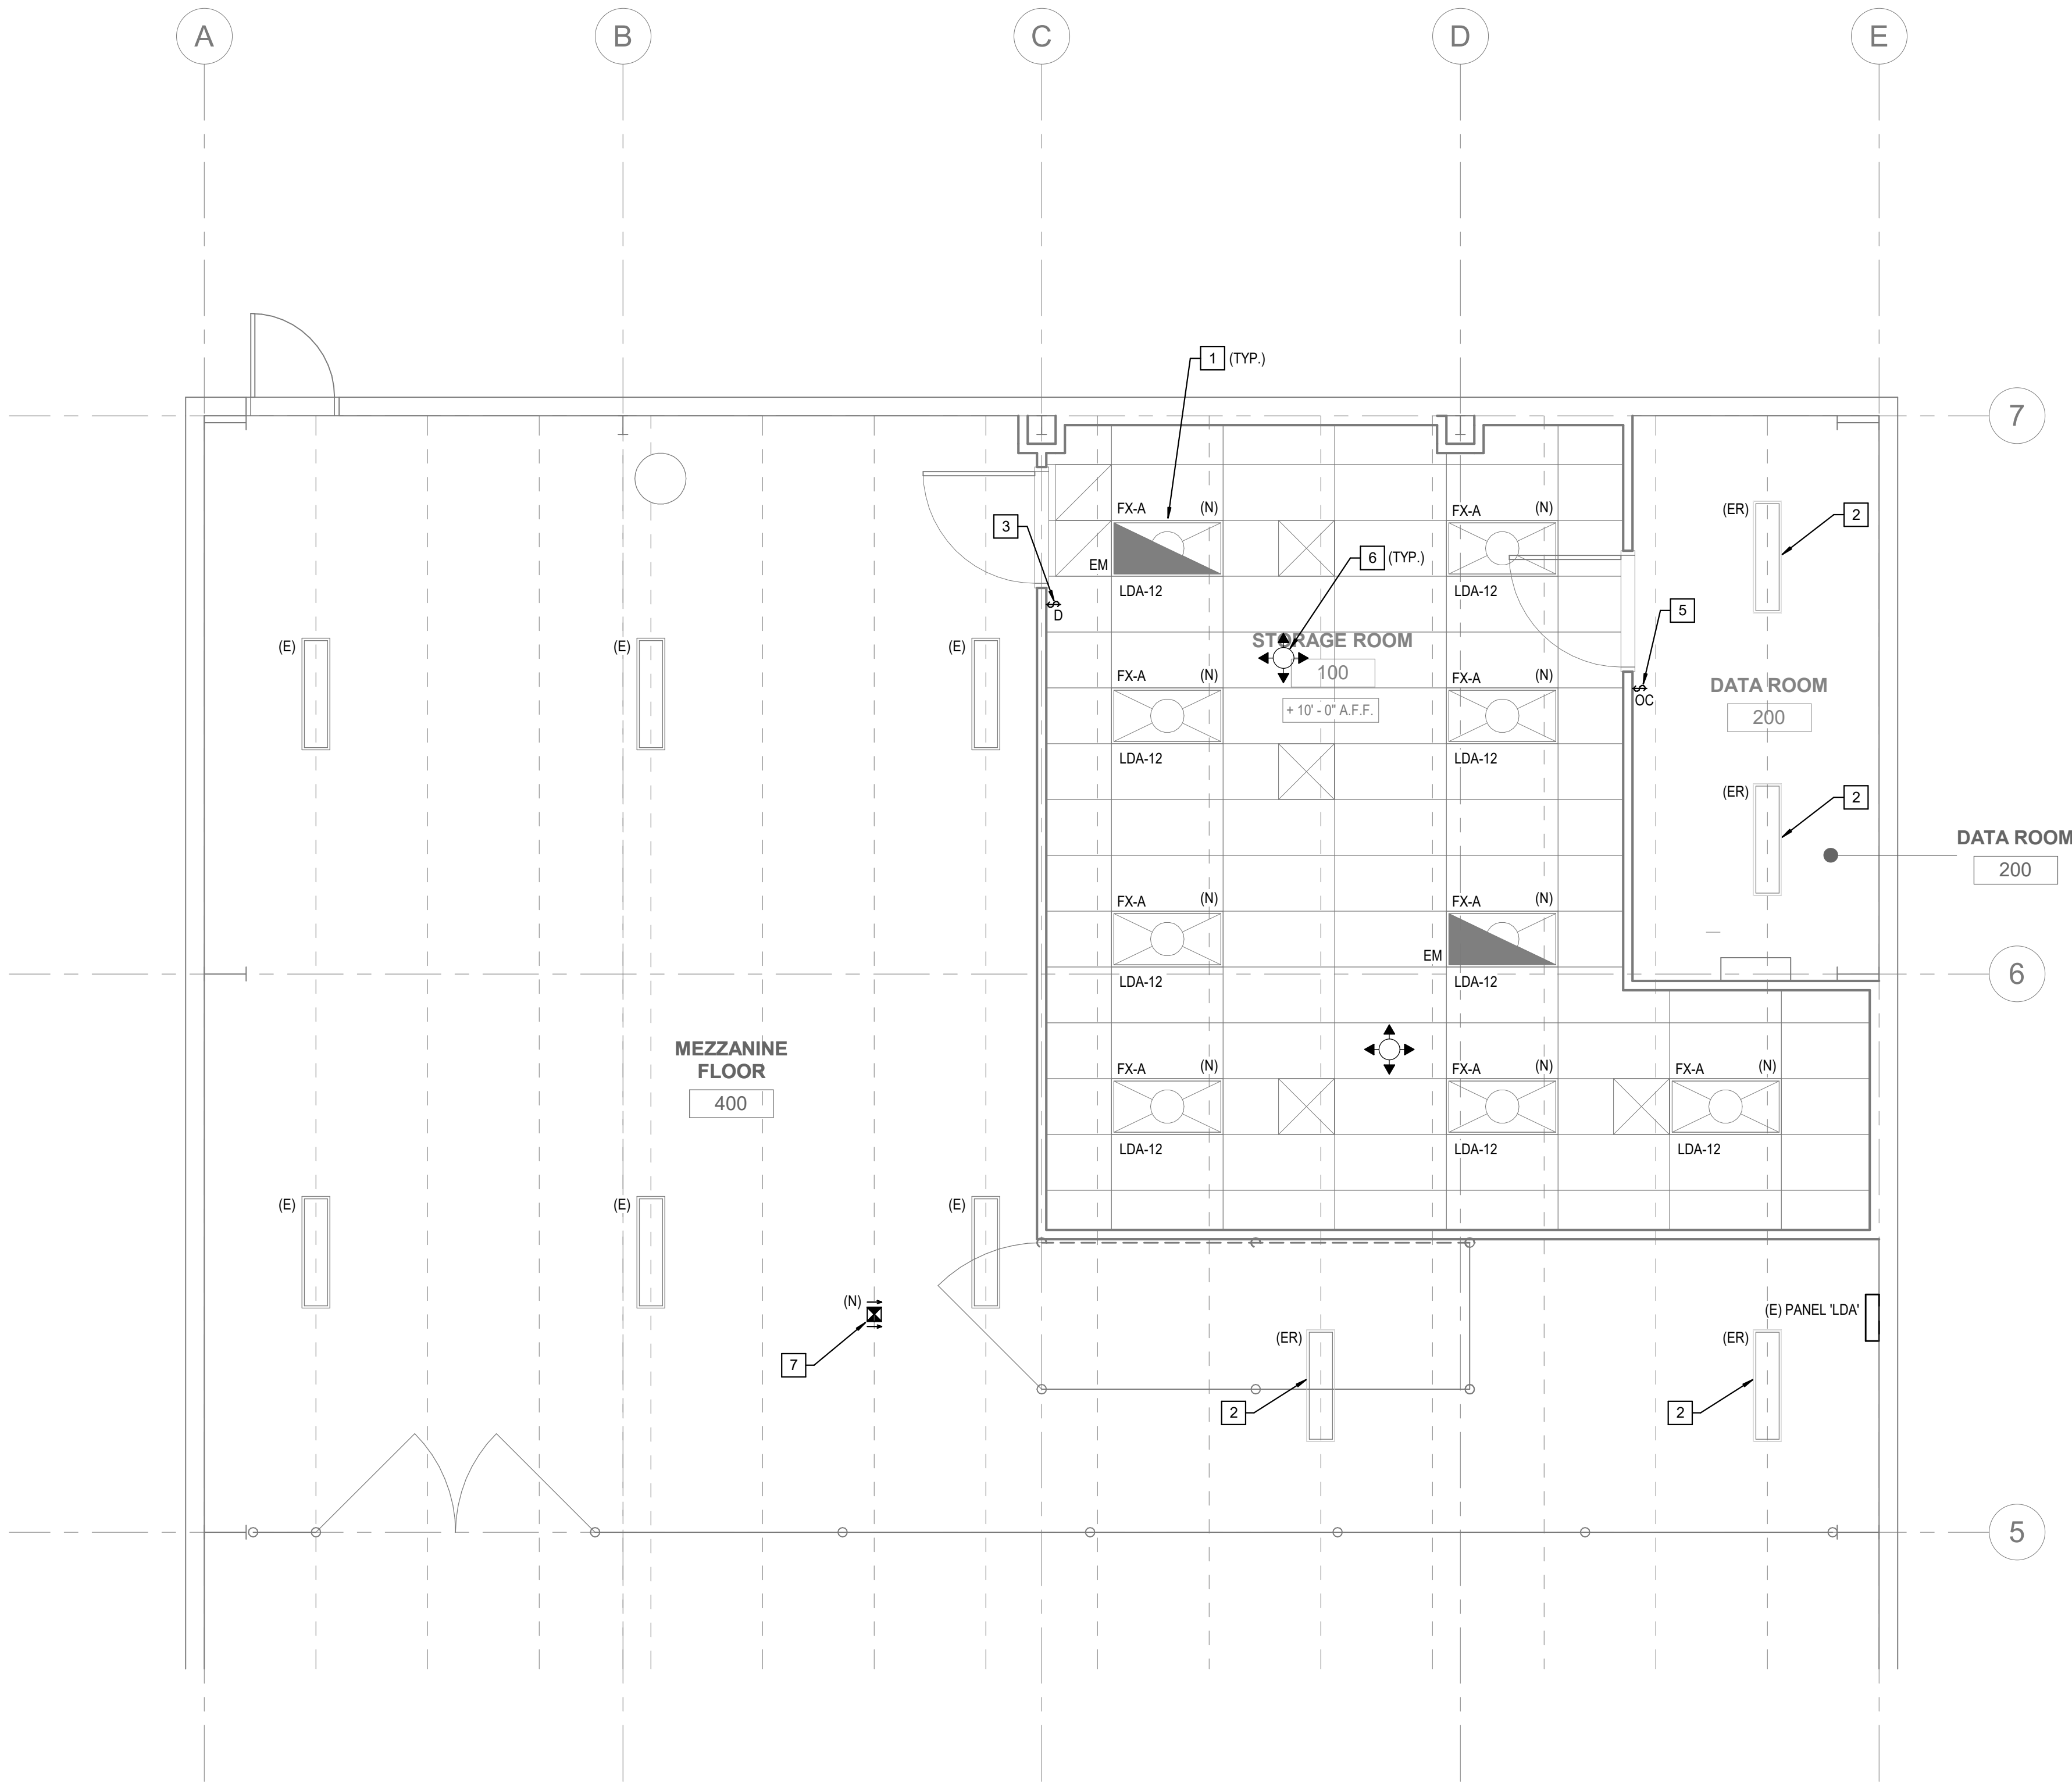 A
B
C
D
E
1 (TYP.)
7
FX-A (N)
FX-A (N)
(ER)
2
3
EM
6 (TYP.)
LDA-12
LDA-12
D
5
STORAGE ROOM
100
(E)
(E)
(E)
FX-A (N)
FX-A (N)
OC
DATA ROOM
200
+ 10' - 0" A.F.F.
LDA-12
LDA-12
(ER)
2
DATA ROOM
200
FX-A (N)
FX-A (N)
EM
LDA-12
LDA-12
6
MEZZANINE
FLOOR
400
FX-A (N)
FX-A (N)
FX-A (N)
LDA-12
LDA-12
LDA-12
(E)
(E)
(E)
(N)
7
(E) PANEL 'LDA'
(ER)
(ER)
2
2
5